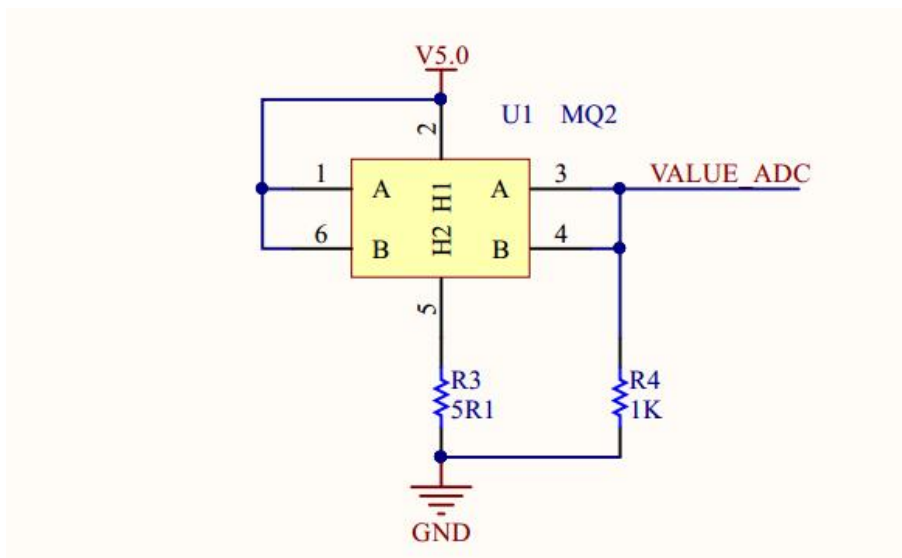 V5.0
U1 MQ2
2
1 A H1 A 3 VALUE_ADC
6 B H2 B 4
5
R3
5R1
R4
1K
GND